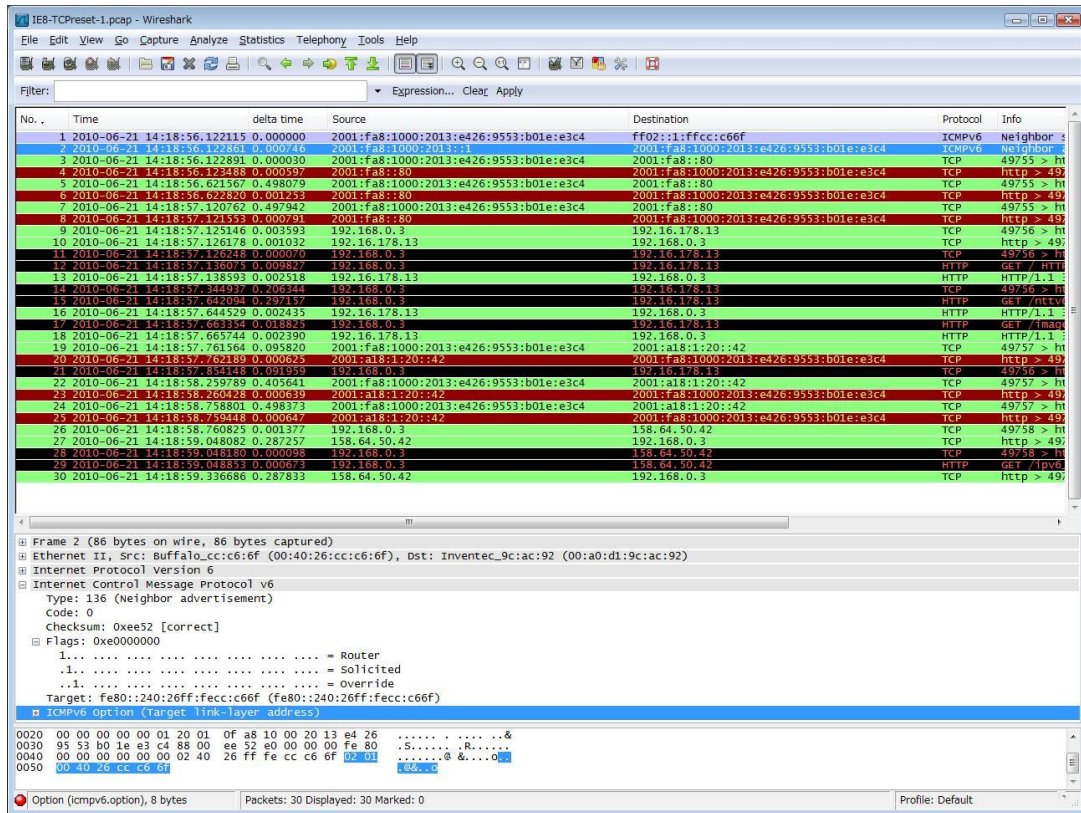 IE8-TCPreset-1.pcap - Wireshark
File Edit View Go Capture Analyze Statistics Telephony Tools Help
Filter: Expression... Clear Apply
No. . Time delta time Source Destination Protocol Info
1 2010-06-21 14:18:56.122115 0.000000 2001:fa8:1000:2013:e426:9553:b01e:e3c4 ff02::1:ffcc:c66f ICMPv6 Neighbor s
2 2010-06-21 14:18:56.122861 0.000746 2001:fa8:1000:2013::1 2001:fa8:1000:2013:e426:9553:b01e:e3c4 ICMPv6 Neighbor a
3 2010-06-21 14:18:56.122891 0.000030 2001:fa8:1000:2013:e426:9553:b01e:e3c4 2001:fa8::80 TCP 49755 > ht
4 2010-06-21 14:18:56.123488 0.000597 2001:fa8::80 2001:fa8:1000:2013:e426:9553:b01e:e3c4 TCP http > 497
5 2010-06-21 14:18:56.621567 0.498079 2001:fa8:1000:2013:e426:9553:b01e:e3c4 2001:fa8::80 TCP 49755 > ht
6 2010-06-21 14:18:56.622820 0.001253 2001:fa8::80 2001:fa8:1000:2013:e426:9553:b01e:e3c4 TCP http > 497
7 2010-06-21 14:18:57.120762 0.497942 2001:fa8:1000:2013:e426:9553:b01e:e3c4 2001:fa8::80 TCP 49755 > ht
8 2010-06-21 14:18:57.121553 0.000791 2001:fa8::80 2001:fa8:1000:2013:e426:9553:b01e:e3c4 TCP http > 497
9 2010-06-21 14:18:57.125146 0.003593 192.168.0.3 192.16.178.13 TCP 49756 > ht
10 2010-06-21 14:18:57.126178 0.001032 192.16.178.13 192.168.0.3 TCP http > 497
11 2010-06-21 14:18:57.126248 0.000070 192.168.0.3 192.16.178.13 TCP 49756 > ht
12 2010-06-21 14:18:57.136075 0.009827 192.168.0.3 192.16.178.13 HTTP GET / HTT
13 2010-06-21 14:18:57.138593 0.002518 192.16.178.13 192.168.0.3 HTTP HTTP/1.1 3
14 2010-06-21 14:18:57.344937 0.206344 192.168.0.3 192.16.178.13 TCP 49756 > ht
15 2010-06-21 14:18:57.642094 0.297157 192.168.0.3 192.16.178.13 HTTP GET /nttv6
16 2010-06-21 14:18:57.644529 0.002435 192.16.178.13 192.168.0.3 HTTP HTTP/1.1 3
17 2010-06-21 14:18:57.663354 0.018825 192.168.0.3 192.16.178.13 HTTP GET /image
18 2010-06-21 14:18:57.665744 0.002390 192.16.178.13 192.168.0.3 HTTP HTTP/1.1 3
19 2010-06-21 14:18:57.761564 0.095820 2001:fa8:1000:2013:e426:9553:b01e:e3c4 2001:a18:1:20::42 TCP 49757 > ht
20 2010-06-21 14:18:57.762189 0.000625 2001:a18:1:20::42 2001:fa8:1000:2013:e426:9553:b01e:e3c4 TCP http > 497
21 2010-06-21 14:18:57.854148 0.091959 192.168.0.3 192.16.178.13 TCP 49756 > ht
22 2010-06-21 14:18:58.259789 0.405641 2001:fa8:1000:2013:e426:9553:b01e:e3c4 2001:a18:1:20::42 TCP 49757 > ht
23 2010-06-21 14:18:58.260428 0.000639 2001:a18:1:20::42 2001:fa8:1000:2013:e426:9553:b01e:e3c4 TCP http > 497
24 2010-06-21 14:18:58.758801 0.498373 2001:fa8:1000:2013:e426:9553:b01e:e3c4 2001:a18:1:20::42 TCP 49757 > ht
25 2010-06-21 14:18:58.759448 0.000647 2001:a18:1:20::42 2001:fa8:1000:2013:e426:9553:b01e:e3c4 TCP http > 497
26 2010-06-21 14:18:58.760825 0.001377 192.168.0.3 158.64.50.42 TCP 49758 > ht
27 2010-06-21 14:18:59.048082 0.287257 158.64.50.42 192.168.0.3 TCP http > 497
28 2010-06-21 14:18:59.048180 0.000098 192.168.0.3 158.64.50.42 TCP 49758 > ht
29 2010-06-21 14:18:59.048853 0.000673 192.168.0.3 158.64.50.42 HTTP GET /ipv6_
30 2010-06-21 14:18:59.336686 0.287833 158.64.50.42 192.168.0.3 TCP http > 497
Frame 2 (86 bytes on wire, 86 bytes captured)
Ethernet II, Src: Buffalo_cc:c6:6f (00:40:26:cc:c6:6f), Dst: Inventec_9c:ac:92 (00:a0:d1:9c:ac:92)
Internet Protocol Version 6
Internet Control Message Protocol v6
Type: 136 (Neighbor advertisement)
Code: 0
Checksum: 0xee52 [correct]
Flags: 0xe0000000
1... .... .... .... .... .... .... .... = Router
.1.. .... .... .... .... .... .... .... = Solicited
..1. .... .... .... .... .... .... .... = Override
Target: fe80::240:26ff:fecc:c66f (fe80::240:26ff:fecc:c66f)
ICMPv6 Option (Target link-layer address)
0020 00 00 00 00 00 01 20 01 0f a8 10 00 20 13 e4 26 ...... . .... ..&
0030 95 53 b0 1e e3 c4 88 00 ee 52 e0 00 00 00 fe 80 .S...... .R......
0040 00 00 00 00 00 00 02 40 26 ff fe cc c6 6f 02 01 .......@ &....o..
0050 00 40 26 cc c6 6f .@&..o
Option (icmpv6.option), 8 bytes Packets: 30 Displayed: 30 Marked: 0 Profile: Default